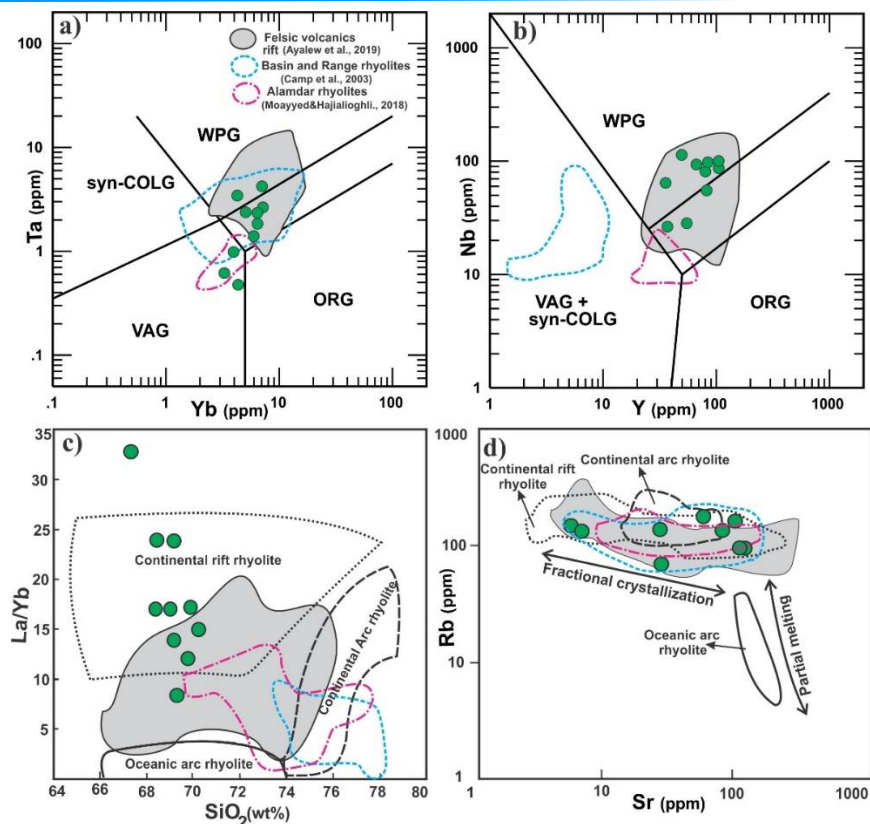 a)
Felsic volcanics
rift (Ayalew et al., 2019)
Basin and Range rhyolites
(Camp et al., 2003)
Alamdar rhyolites
(Moayyed&Hajialioghli., 2018)
100
10
1
.1
Ta (ppm)
WPG
syn-COLG
VAG
ORG
.1
1
10
100
Yb (ppm)
b)
1000
100
10
1
Nb (ppm)
WPG
VAG +
syn-COLG
ORG
1
10
100
1000
Y (ppm)
c)
35
30
25
20
15
10
5
La/Yb
Continental rift rhyolite
Continental Arc rhyolite
Oceanic arc rhyolite
64
66
68
70
72
74
76
78
80
SiO₂(wt%)
d)
1000
100
10
1
Rb (ppm)
Continental arc rhyolite
Continental rift
rhyolite
Fractional crystallization
Oceanic arc
rhyolite
Partial melting
1
10
100
1000
Sr (ppm)